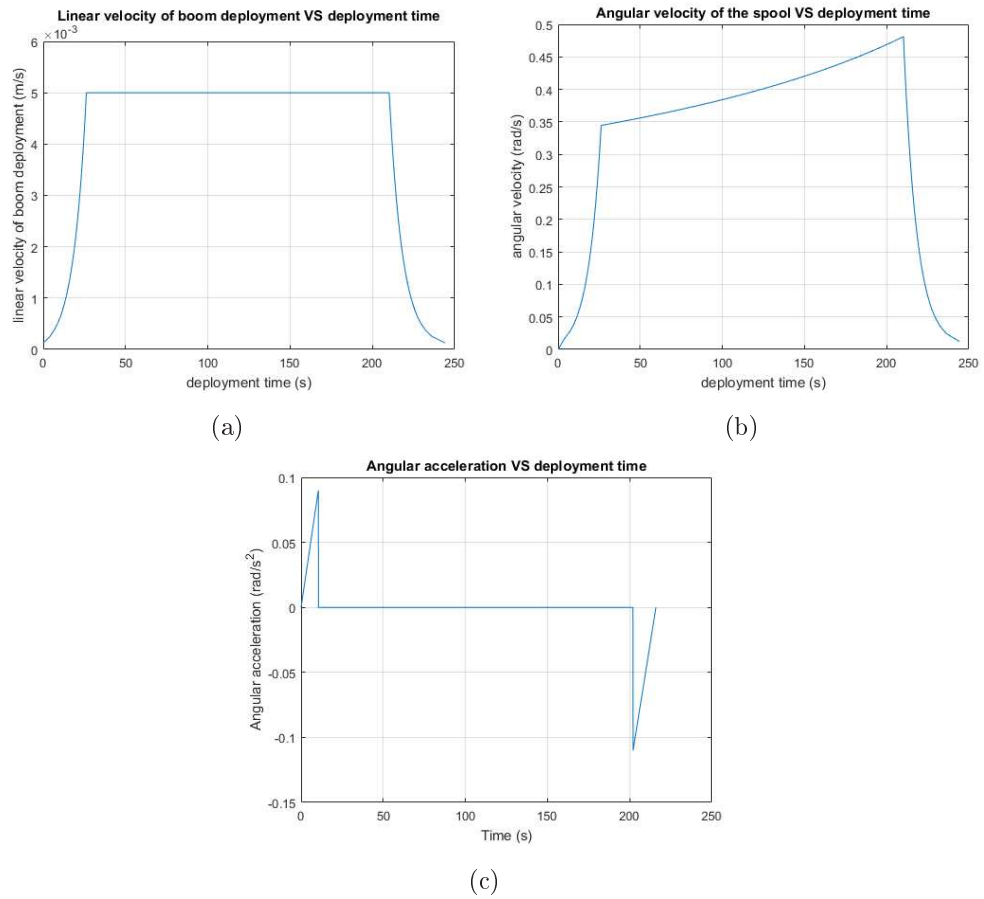 Linear velocity of boom deployment VS deployment time
×10-3
linear velocity of boom deployment (m/s)
6
5
4
3
2
1
0
0 50 100 150 200 250
deployment time (s)
(a)
Angular velocity of the spool VS deployment time
angular velocity (rad/s)
0.5
0.45
0.4
0.35
0.3
0.25
0.2
0.15
0.1
0.05
0
0 50 100 150 200 250
deployment time (s)
(b)
Angular acceleration VS deployment time
Angular acceleration (rad/s2)
0.1
0.05
0
-0.05
-0.1
-0.15
0 50 100 150 200 250
Time (s)
(c)